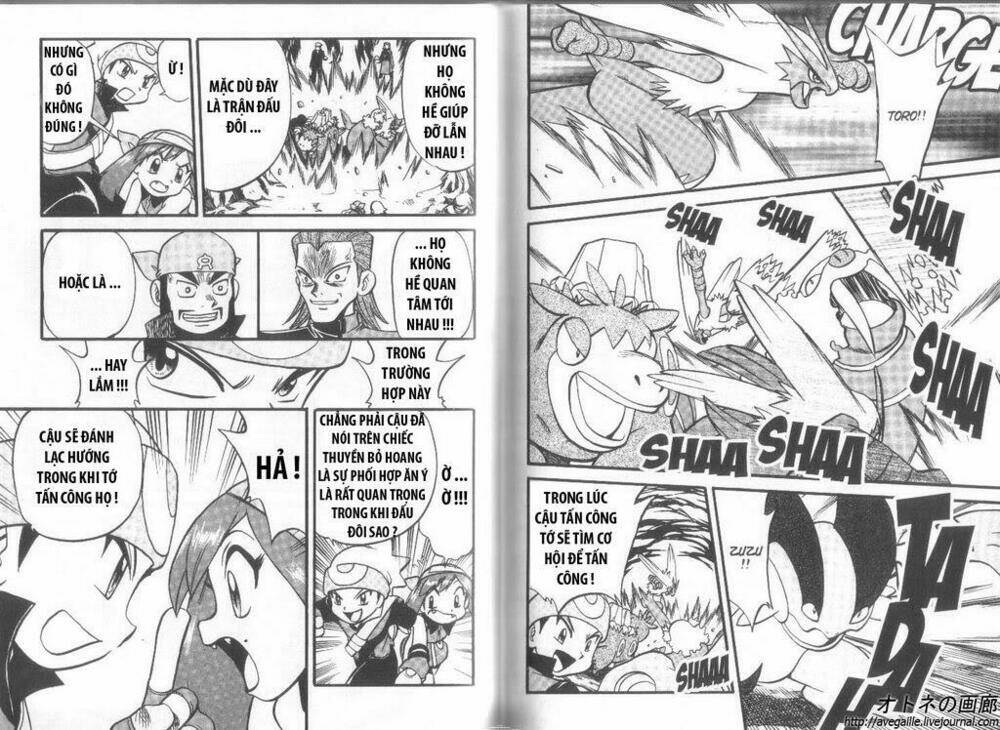 CHARGE
TORO!!
SHAA
SHAA
SHAA
SHAA
SHAA
SHAA
ZUZU
!!
TA
DA
H
TRONG LÚC
CẬU TẤN CÔNG
TỚ SẼ TÌM CƠ
HỘI ĐỂ TẤN
CÔNG !
SHAAA
NHƯNG
HỌ
KHÔNG
HỀ GIÚP
ĐỠ LẪN
NHAU !
MẶC DÙ ĐÂY
LÀ TRẬN ĐẤU
ĐÔI ...
Ừ !
NHƯNG
CÓ GÌ
ĐÓ
KHÔNG
ĐÚNG !
... HỌ
KHÔNG
HỀ QUAN
TÂM TỚI
NHAU !!!
HOẶC LÀ ...
TRONG
TRƯỜNG
HỢP NÀY
... HAY
LẮM !!!
CHẲNG PHẢI CẬU ĐÃ
NÓI TRÊN CHIẾC
THUYỀN BỎ HOANG
LÀ SỰ PHỐI HỢP ĂN Ý
LÀ RẤT QUAN TRỌNG
TRONG KHI ĐẤU
ĐÔI SAO ?
Ờ ...
Ờ !!!
HẢ !
CẬU SẼ ĐÁNH
LẠC HƯỚNG
TRONG KHI TỚ
TẤN CÔNG HỌ !
オトネの画廊
http://avegaille.livejournal.com/